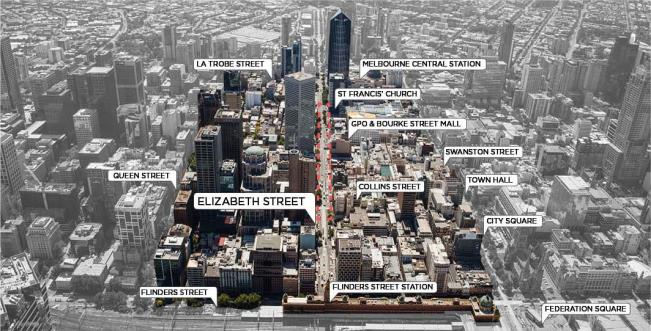 LA TROBE STREET
MELBOURNE CENTRAL STATION
ST FRANCIS' CHURCH
GPO & BOURKE STREET MALL
SWANSTON STREET
QUEEN STREET
TOWN HALL
COLLINS STREET
ELIZABETH STREET
CITY SQUARE
FLINDERS STREET
FLINDERS STREET STATION
FEDERATION SQUARE